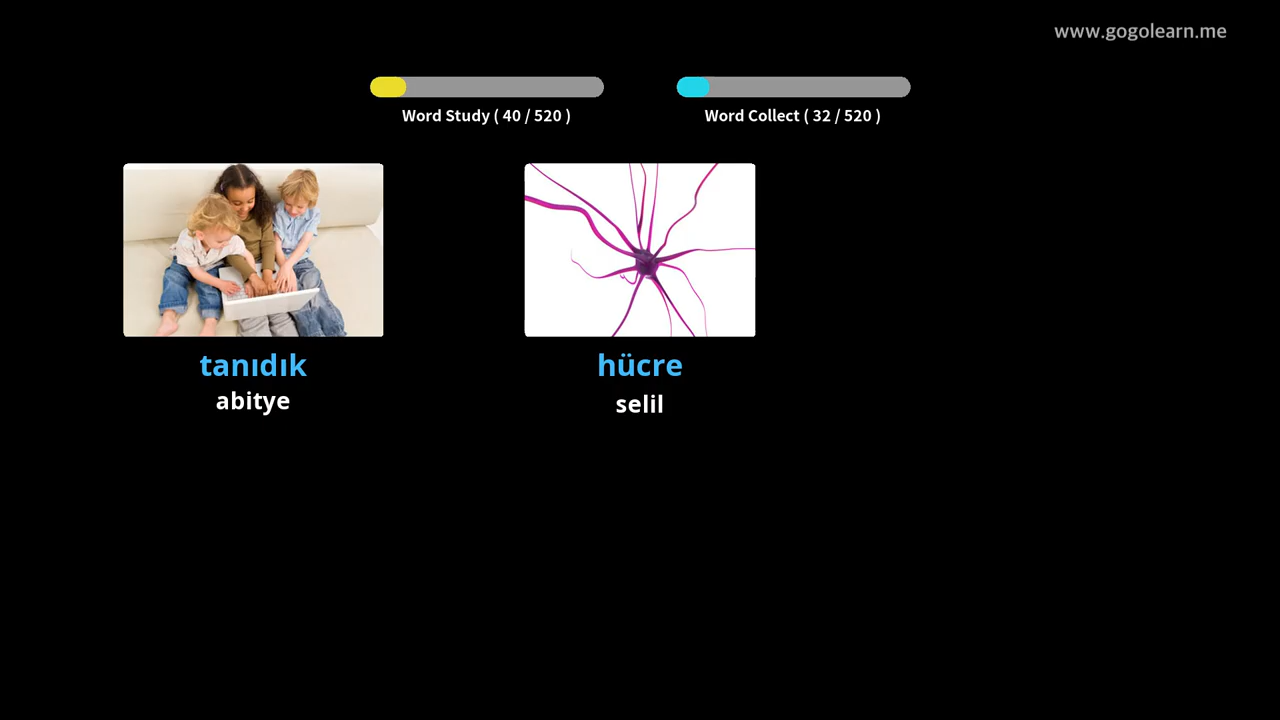 www.gogolearn.me
Word Study ( 40 / 520 )
Word Collect ( 32 / 520 )
tanıdık
abitye
hücre
selil